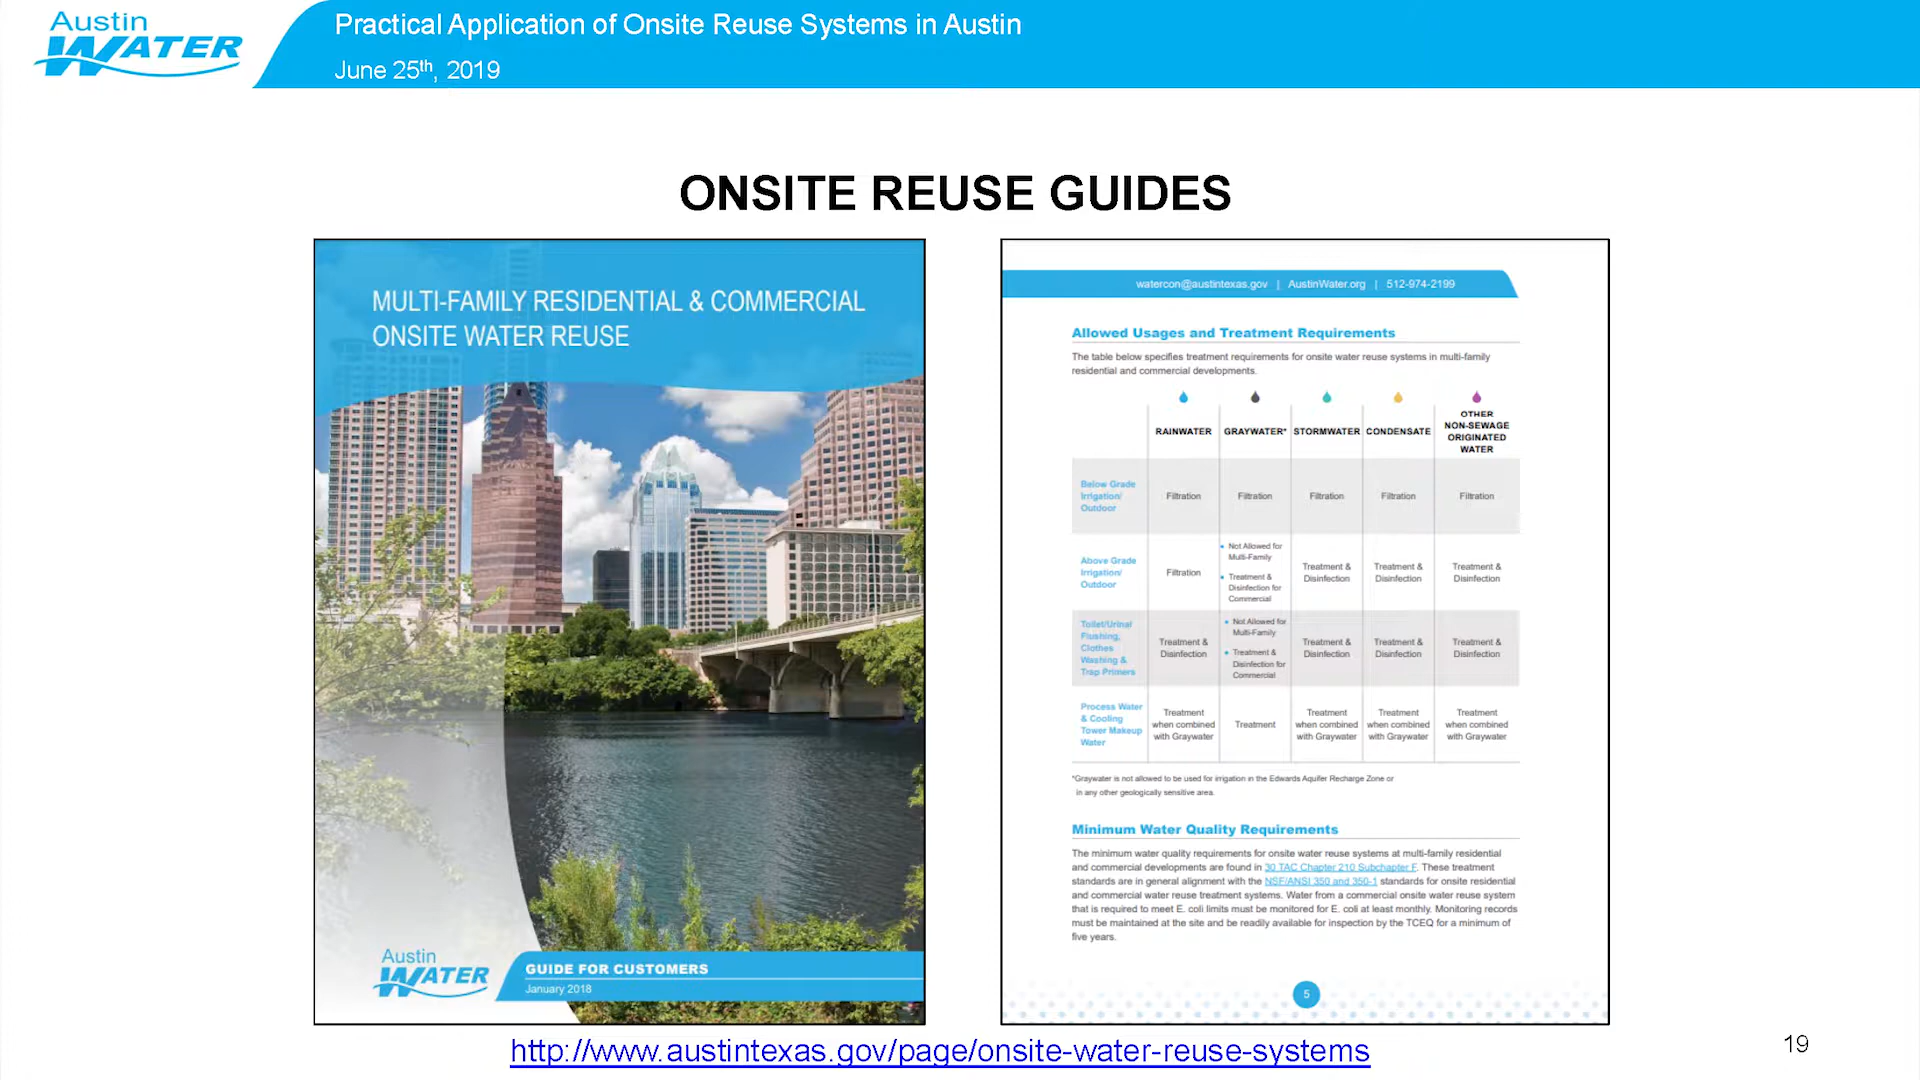 Austin
WATER
Practical Application of Onsite Reuse Systems in Austin
June 25th, 2019
ONSITE REUSE GUIDES
MULTI-FAMILY RESIDENTIAL & COMMERCIAL
ONSITE WATER REUSE
Austin
WATER
GUIDE FOR CUSTOMERS
January 2018
watercon@austintexas.gov | AustinWater.org | 512-974-2199
Allowed Usages and Treatment Requirements
The table below specifies treatment requirements for onsite water reuse systems in multi-family
residential and commercial developments.
RAINWATER
GRAYWATER*
STORMWATER
CONDENSATE
OTHER
NON-SEWAGE
ORIGINATED
WATER
Below Grade
Irrigation/
Outdoor
Filtration
Filtration
Filtration
Filtration
Filtration
Above Grade
Irrigation/
Outdoor
Filtration
• Not Allowed for
Multi-Family
• Treatment &
Disinfection for
Commercial
Treatment &
Disinfection
Treatment &
Disinfection
Treatment &
Disinfection
Toilet/Urinal
Flushing,
Clothes
Washing &
Trap Primers
Treatment &
Disinfection
• Not Allowed for
Multi-Family
• Treatment &
Disinfection for
Commercial
Treatment &
Disinfection
Treatment &
Disinfection
Treatment &
Disinfection
Process Water
& Cooling
Tower Makeup
Water
Treatment
when combined
with Graywater
Treatment
Treatment
when combined
with Graywater
Treatment
when combined
with Graywater
Treatment
when combined
with Graywater
*Graywater is not allowed to be used for irrigation in the Edwards Aquifer Recharge Zone or
in any other geologically sensitive area.
Minimum Water Quality Requirements
The minimum water quality requirements for onsite water reuse systems at multi-family residential
and commercial developments are found in 30 TAC Chapter 210 Subchapter F. These treatment
standards are in general alignment with the NSF/ANSI 350 and 350-1 standards for onsite residential
and commercial water reuse treatment systems. Water from a commercial onsite water reuse system
that is required to meet E. coli limits must be monitored for E. coli at least monthly. Monitoring records
must be maintained at the site and be readily available for inspection by the TCEQ for a minimum of
five years.
5
http://www.austintexas.gov/page/onsite-water-reuse-systems
19